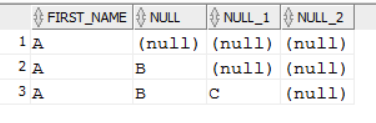 FIRST_NAME NULL NULL_1 NULL_2
1 A (null) (null) (null)
2 A B (null) (null)
3 A B C (null)